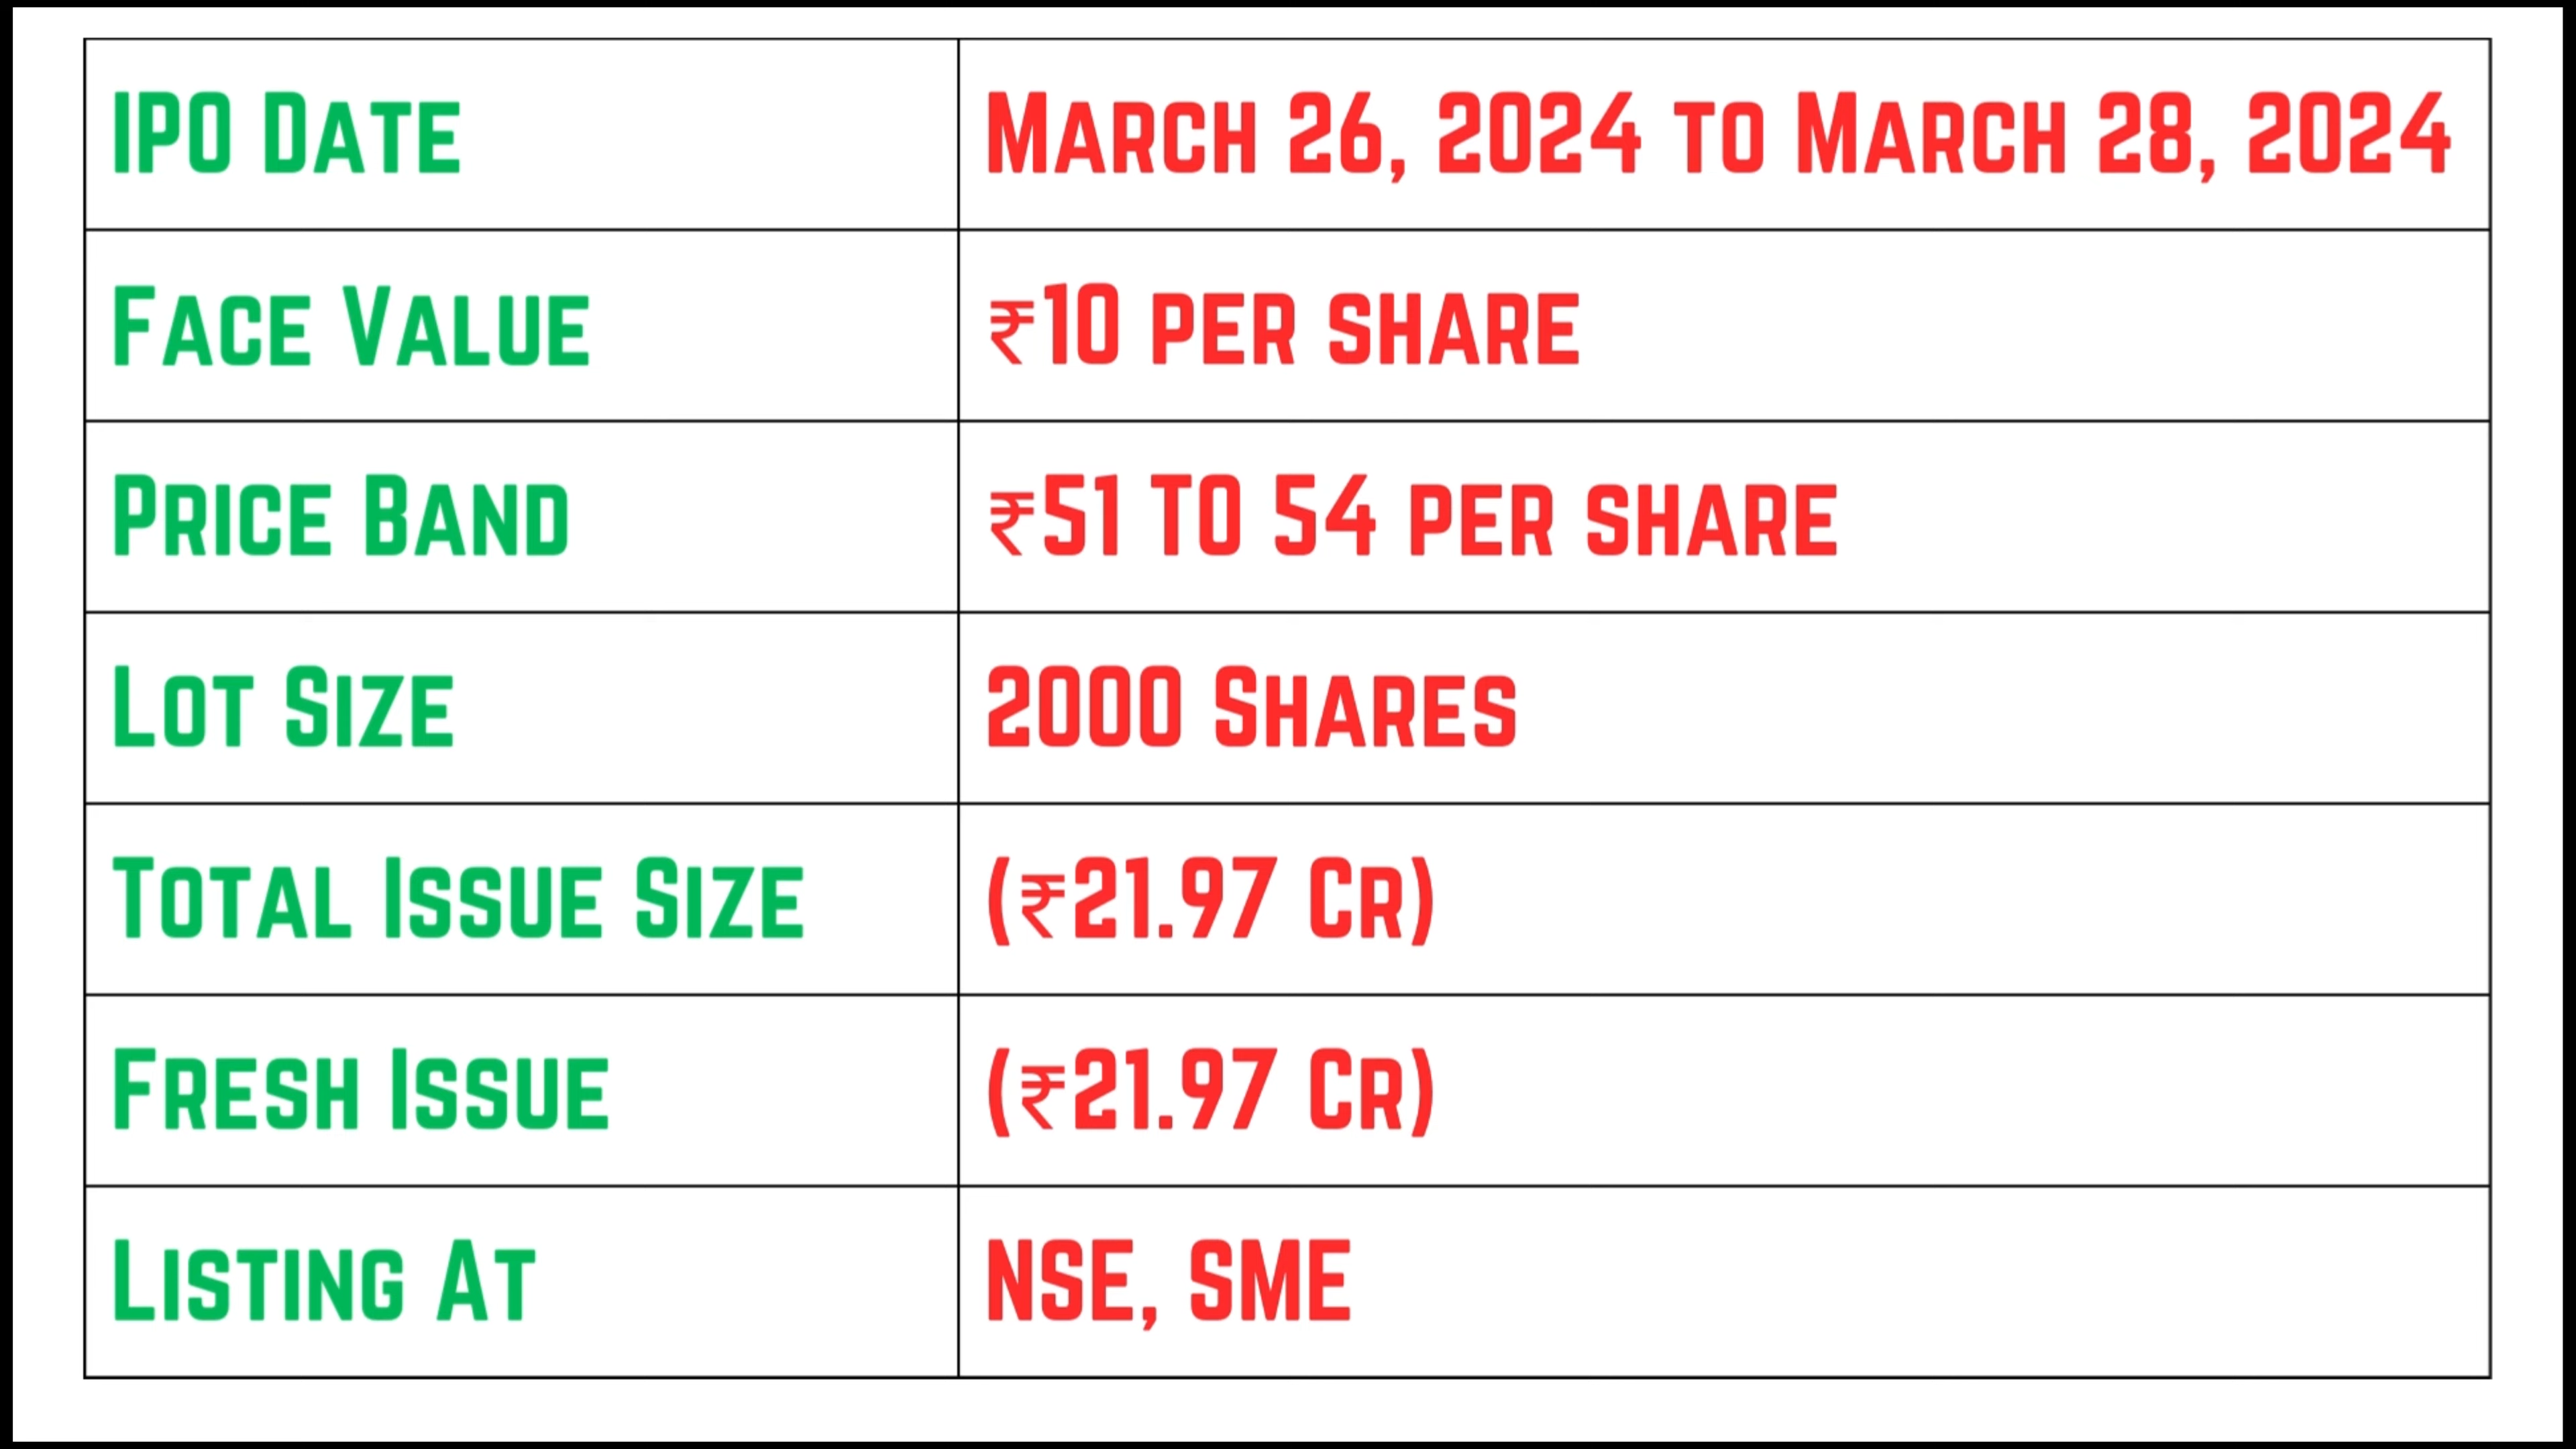 IPO Date
March 26, 2024 to March 28, 2024
Face Value
₹10 per share
Price Band
₹51 TO 54 per share
Lot Size
2000 Shares
Total Issue Size
(₹21.97 Cr)
Fresh Issue
(₹21.97 Cr)
Listing At
NSE, SME